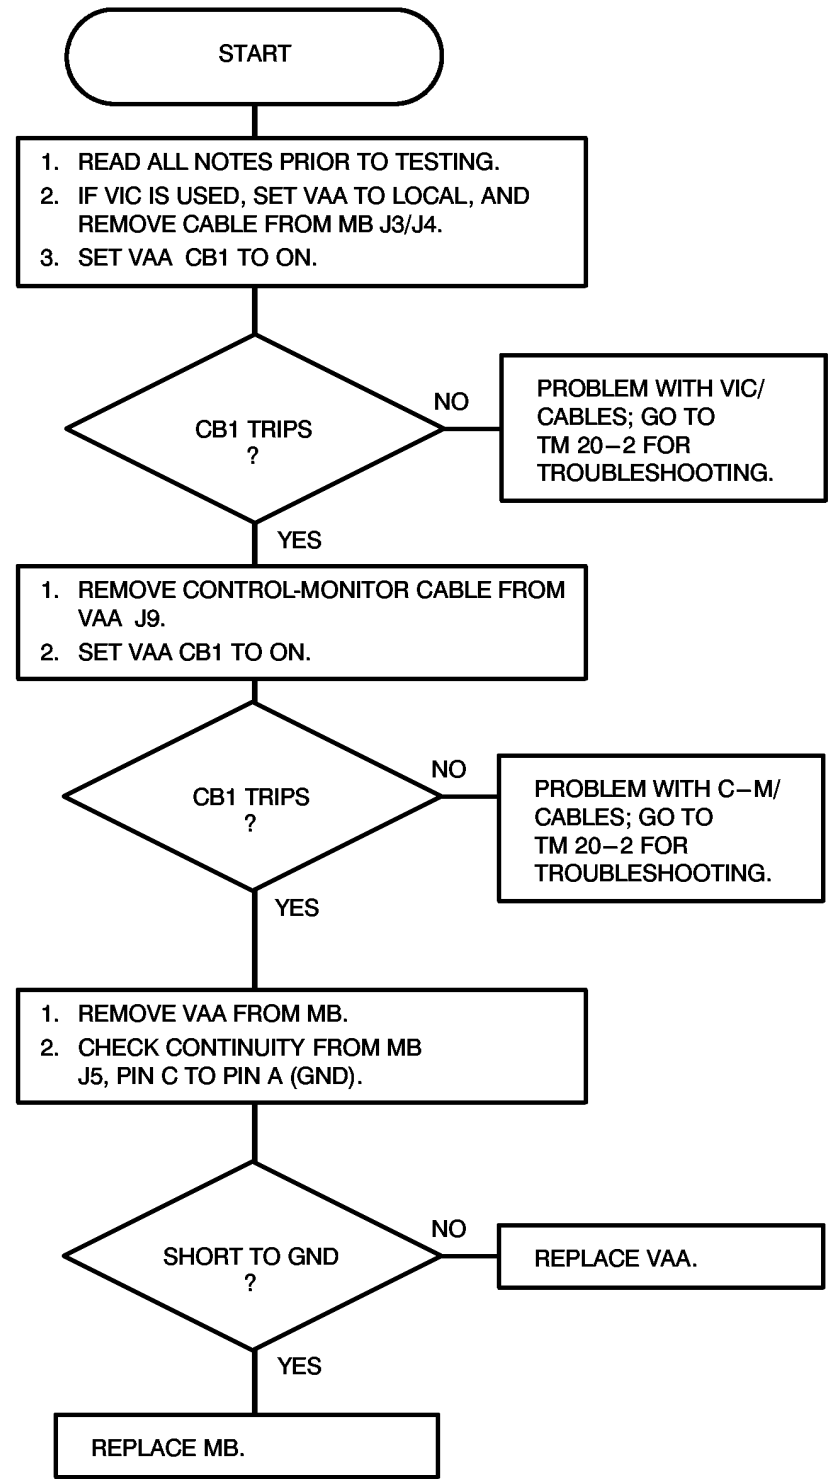 START
1. READ ALL NOTES PRIOR TO TESTING.
2. IF VIC IS USED, SET VAA TO LOCAL, AND
REMOVE CABLE FROM MB J3/J4.
3. SET VAA CB1 TO ON.
CB1 TRIPS
?
NO
PROBLEM WITH VIC/
CABLES; GO TO
TM 20–2 FOR
TROUBLESHOOTING.
YES
1. REMOVE CONTROL-MONITOR CABLE FROM
VAA J9.
2. SET VAA CB1 TO ON.
CB1 TRIPS
?
NO
PROBLEM WITH C–M/
CABLES; GO TO
TM 20–2 FOR
TROUBLESHOOTING.
YES
1. REMOVE VAA FROM MB.
2. CHECK CONTINUITY FROM MB
J5, PIN C TO PIN A (GND).
SHORT TO GND
?
NO
REPLACE VAA.
YES
REPLACE MB.